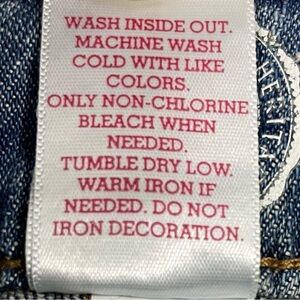 WASH INSIDE OUT.
MACHINE WASH
COLD WITH LIKE
COLORS.
ONLY NON-CHLORINE
BLEACH WHEN
NEEDED.
TUMBLE DRY LOW.
WARM IRON IF
NEEDED. DO NOT
IRON DECORATION.